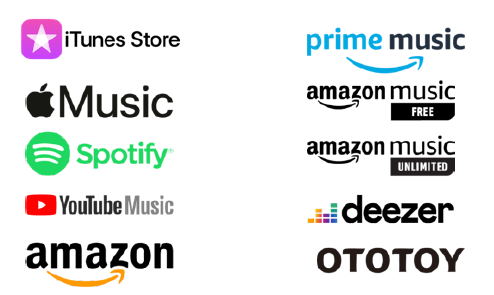 iTunes Store
Music
Spotify®
YouTube Music
amazon
prime music
amazon music
FREE
amazon music
UNLIMITED
deezer
OTOTOY